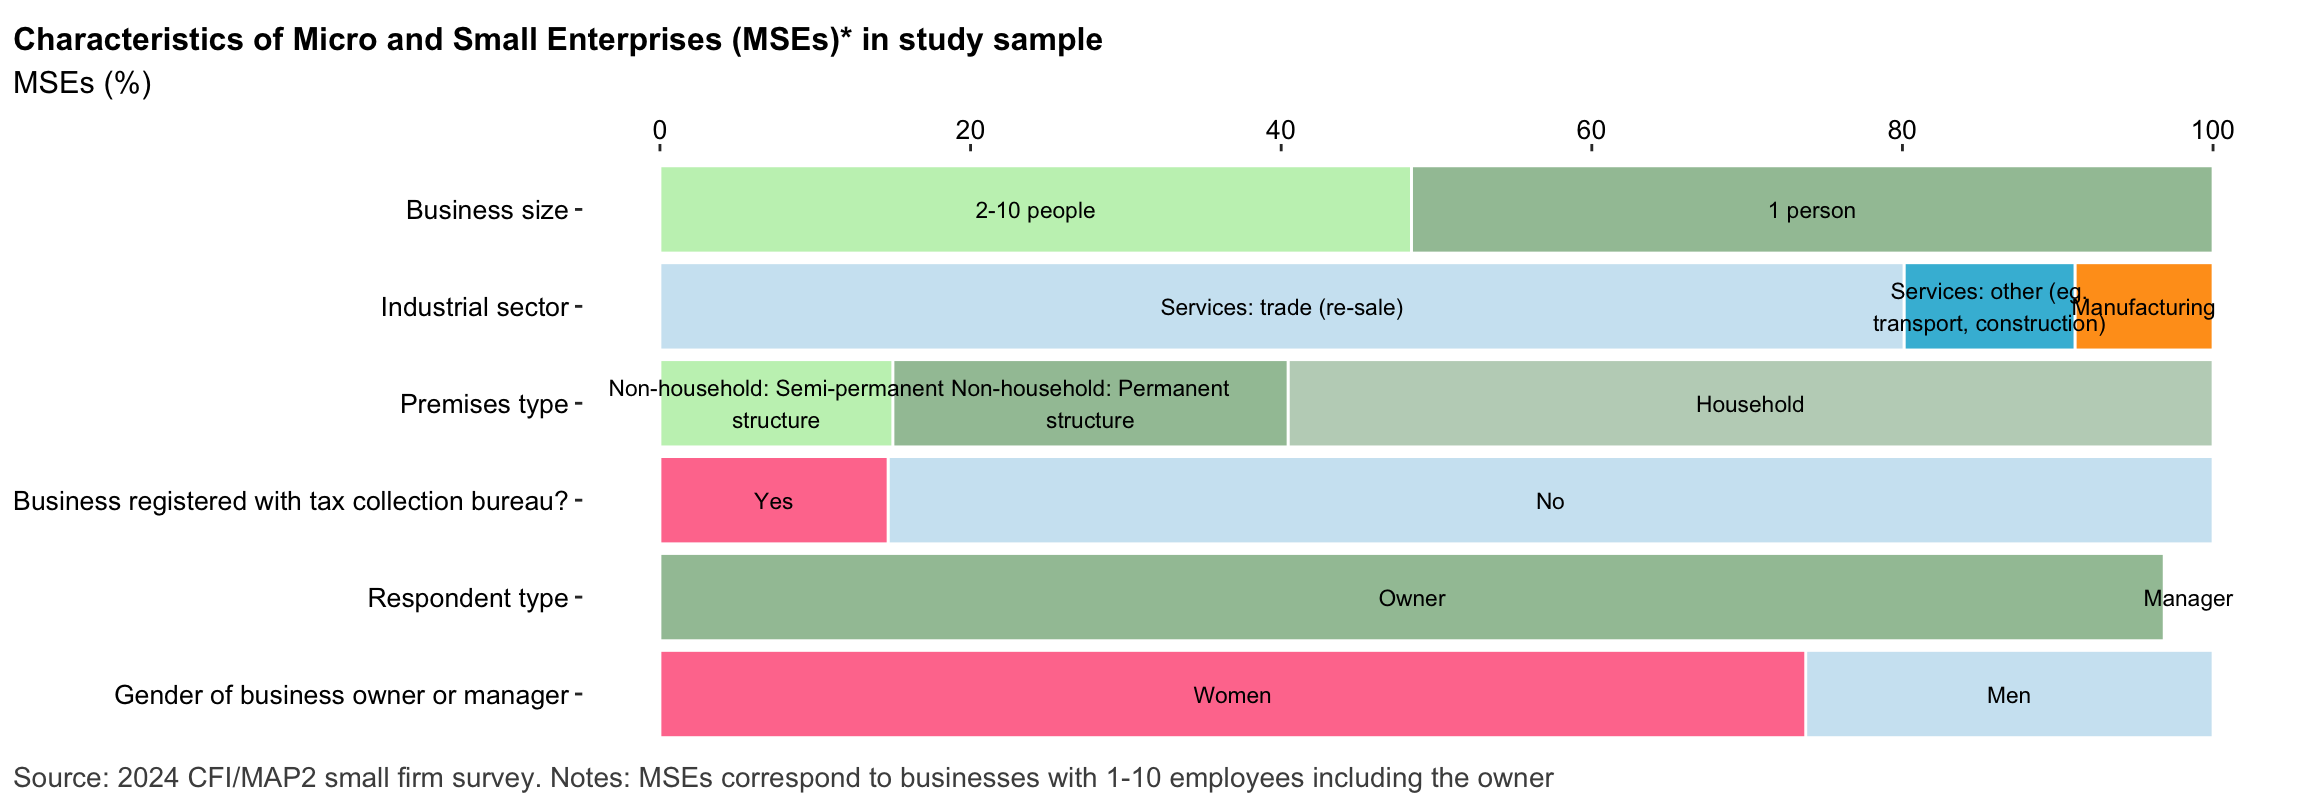 Characteristics of Micro and Small Enterprises (MSEs)* in study sample
MSEs (%)
0 20 40 60 80 100
Business size 2-10 people 1 person
Industrial sector Services: trade (re-sale) Services: other (eg. transport, construction) Manufacturing
Premises type Non-household: Semi-permanent structure Non-household: Permanent structure Household
Business registered with tax collection bureau? Yes No
Respondent type Owner Manager
Gender of business owner or manager Women Men
Source: 2024 CFI/MAP2 small firm survey. Notes: MSEs correspond to businesses with 1-10 employees including the owner